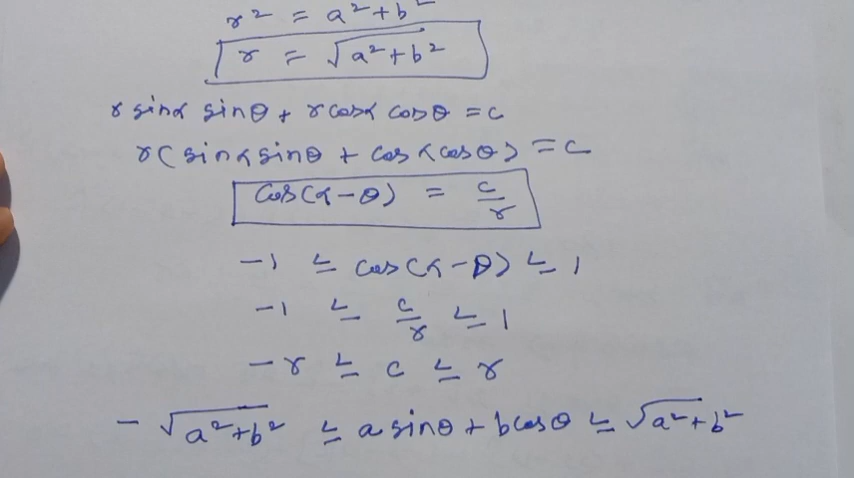 r² = a² + b²
r = √a² + b²
r sinα sinθ + r cosα cosθ = c
r(sinα sinθ + cosα cosθ) = c
cos(α-θ) = c/r
-1 ≤ cos(α-θ) ≤ 1
-1 ≤ c/r ≤ 1
-r ≤ c ≤ r
-√a²+b² ≤ a sinθ + b cosθ ≤ √a²+b²